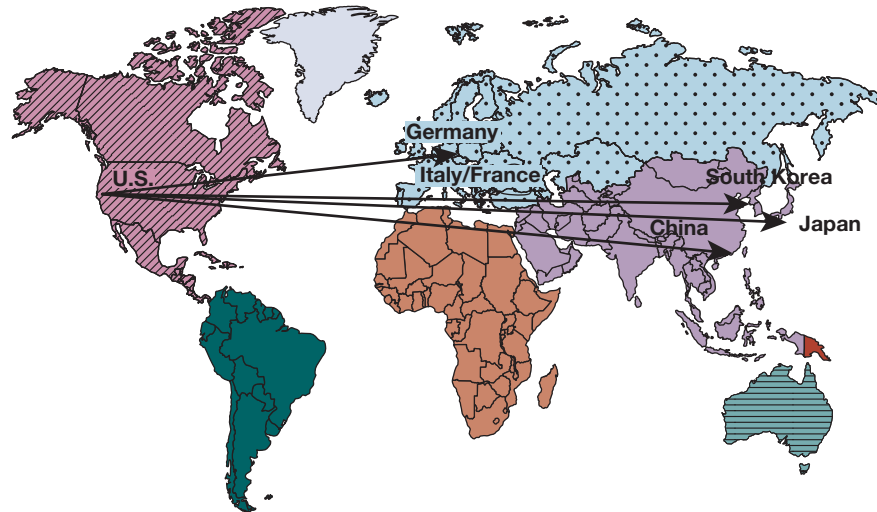 Germany
U.S.
Italy/France
South Korea
China
Japan